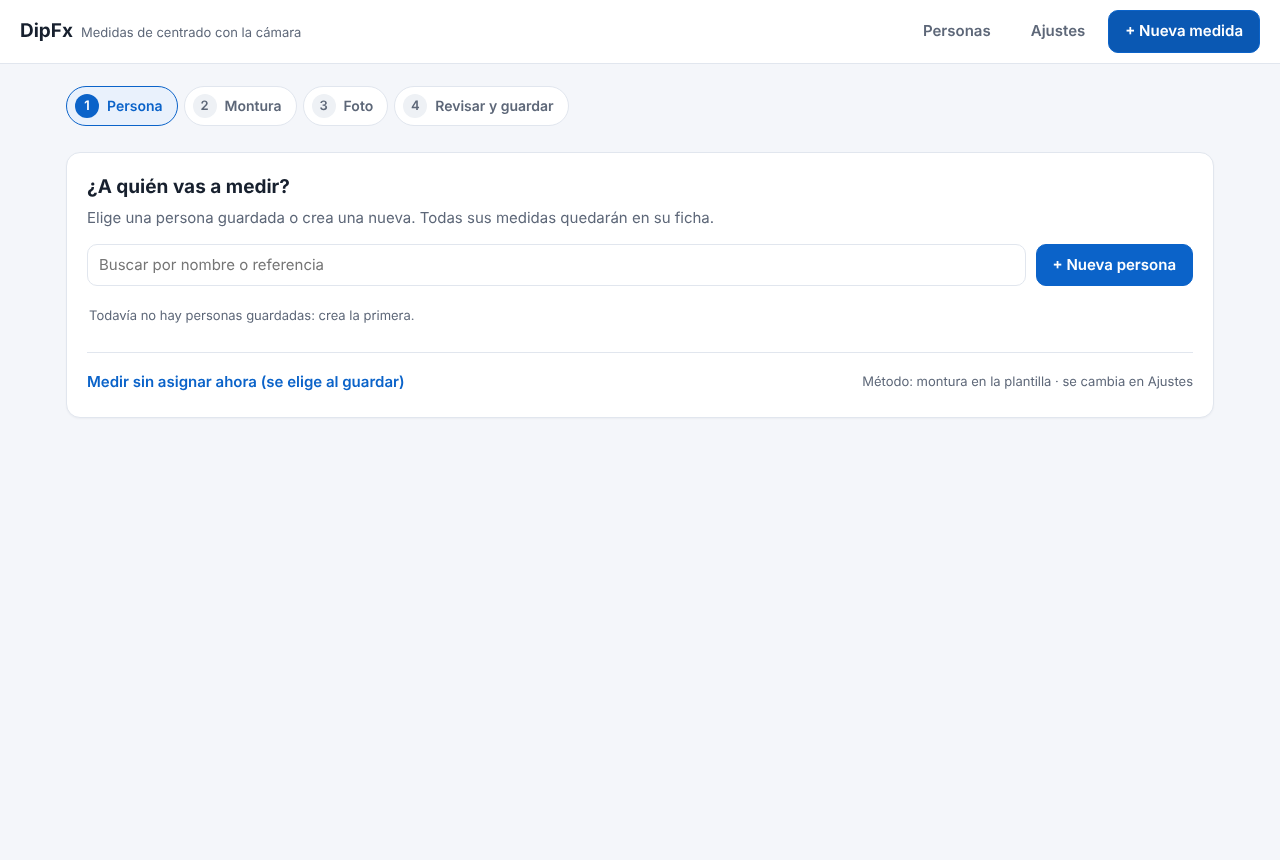 DipFx Medidas de centrado con la cámara
Personas
Ajustes
+ Nueva medida
1 Persona
2 Montura
3 Foto
4 Revisar y guardar
¿A quién vas a medir?
Elige una persona guardada o crea una nueva. Todas sus medidas quedarán en su ficha.
Buscar por nombre o referencia
+ Nueva persona
Todavía no hay personas guardadas: crea la primera.
Medir sin asignar ahora (se elige al guardar)
Método: montura en la plantilla · se cambia en Ajustes